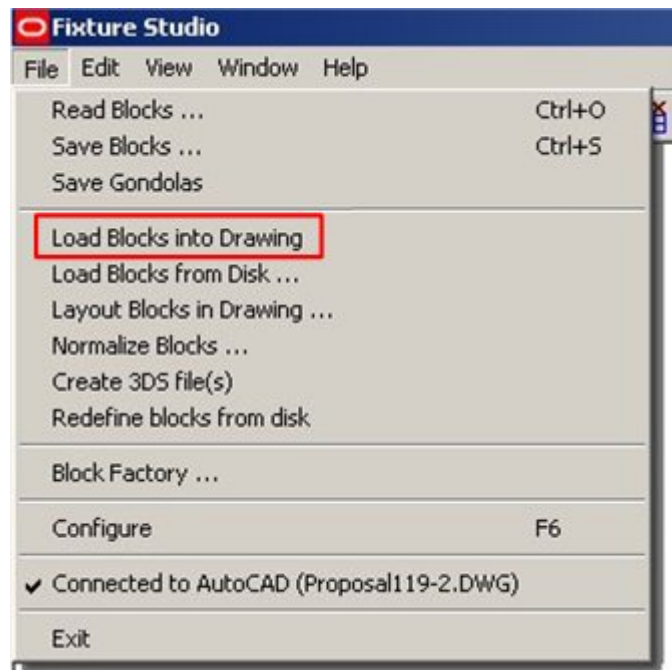 Fixture Studio
File Edit View Window Help
Read Blocks ... Ctrl+O
Save Blocks ... Ctrl+S
Save Gondolas
Load Blocks into Drawing
Load Blocks from Disk ...
Layout Blocks in Drawing ...
Normalize Blocks ...
Create 3DS file(s)
Redefine blocks from disk
Block Factory ...
Configure F6
Connected to AutoCAD (Proposal119-2.DWG)
Exit